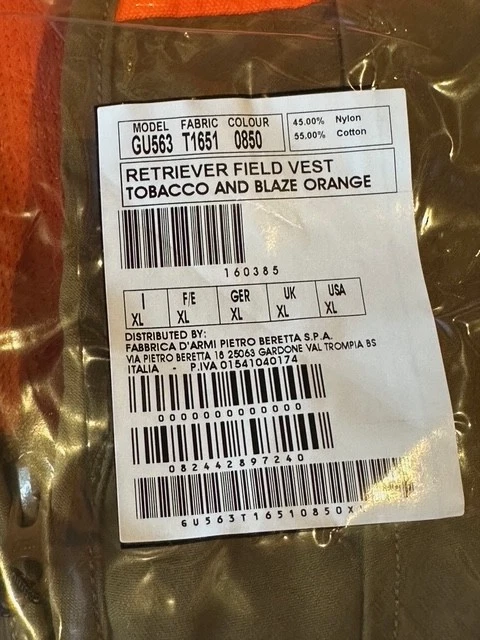 MODEL FABRIC COLOUR
GU563 T1651 0850
45.00% Nylon
55.00% Cotton
RETRIEVER FIELD VEST
TOBACCO AND BLAZE ORANGE
160385
I F/E GER UK USA
XL XL XL XL XL
DISTRIBUTED BY:
FABBRICA D'ARMI PIETRO BERETTA S.P.A.
VIA PIETRO BERETTA 18 25063 GARDONE VAL TROMPIA BS
ITALIA - P.IVA 01541040174
0000000000000
082442897240
GU563T16510850X